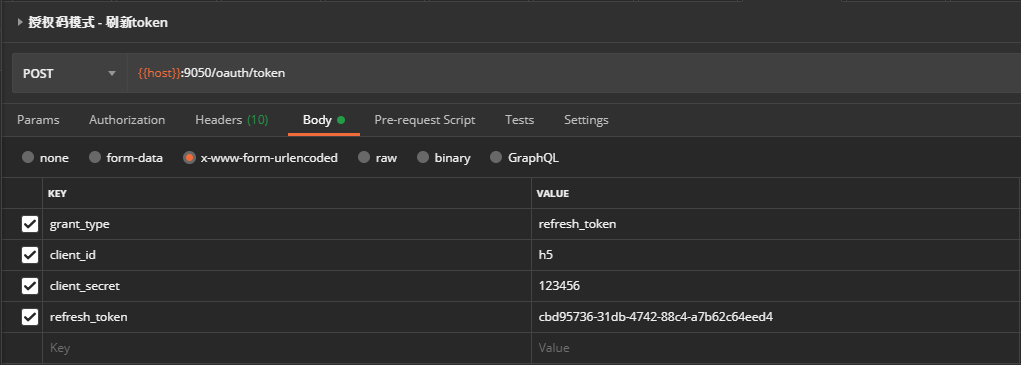 授权码模式 - 刷新token
POST {{host}}:9050/oauth/token
Params Authorization Headers (10) Body Pre-request Script Tests Settings
none form-data x-www-form-urlencoded raw binary GraphQL
KEY VALUE
grant_type refresh_token
client_id h5
client_secret 123456
refresh_token cbd95736-31db-4742-88c4-a7b62c64eed4
Key Value